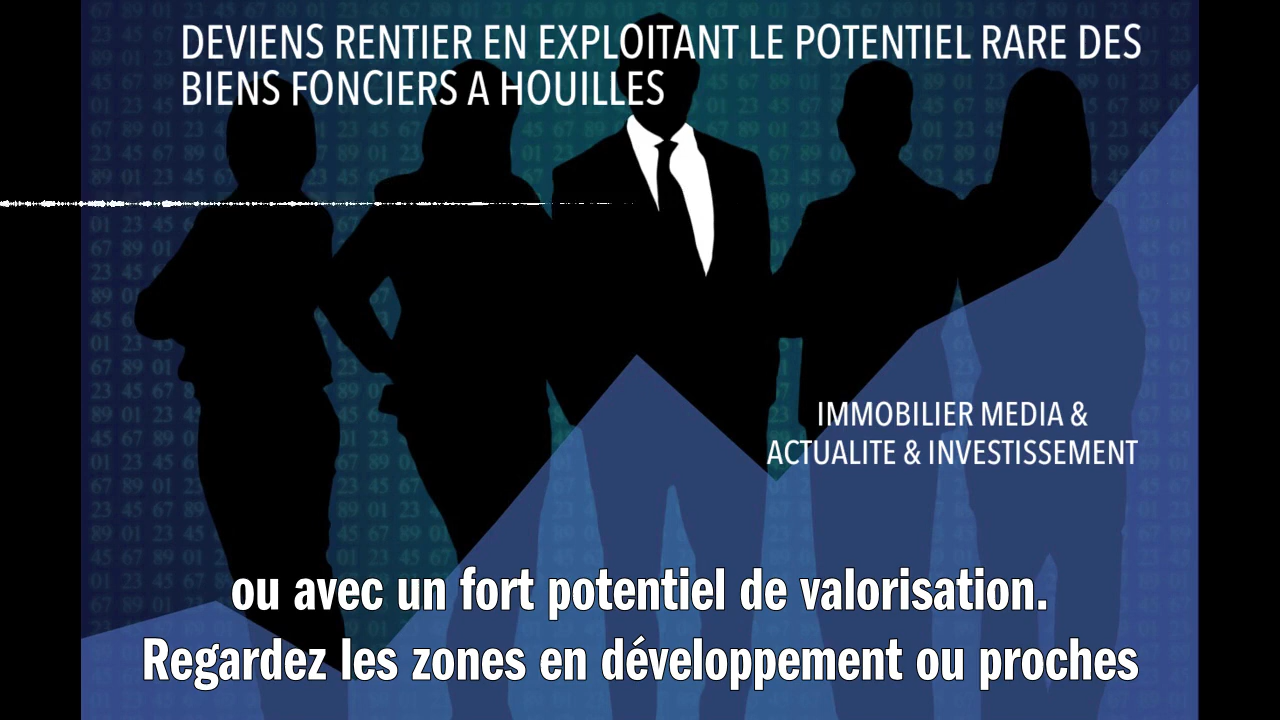 DEVIENS RENTIER EN EXPLOITANT LE POTENTIEL RARE DES
BIENS FONCIERS A HOUILLES
IMMOBILIER MEDIA &
ACTUALITE & INVESTISSEMENT
ou avec un fort potentiel de valorisation.
Regardez les zones en développement ou proches